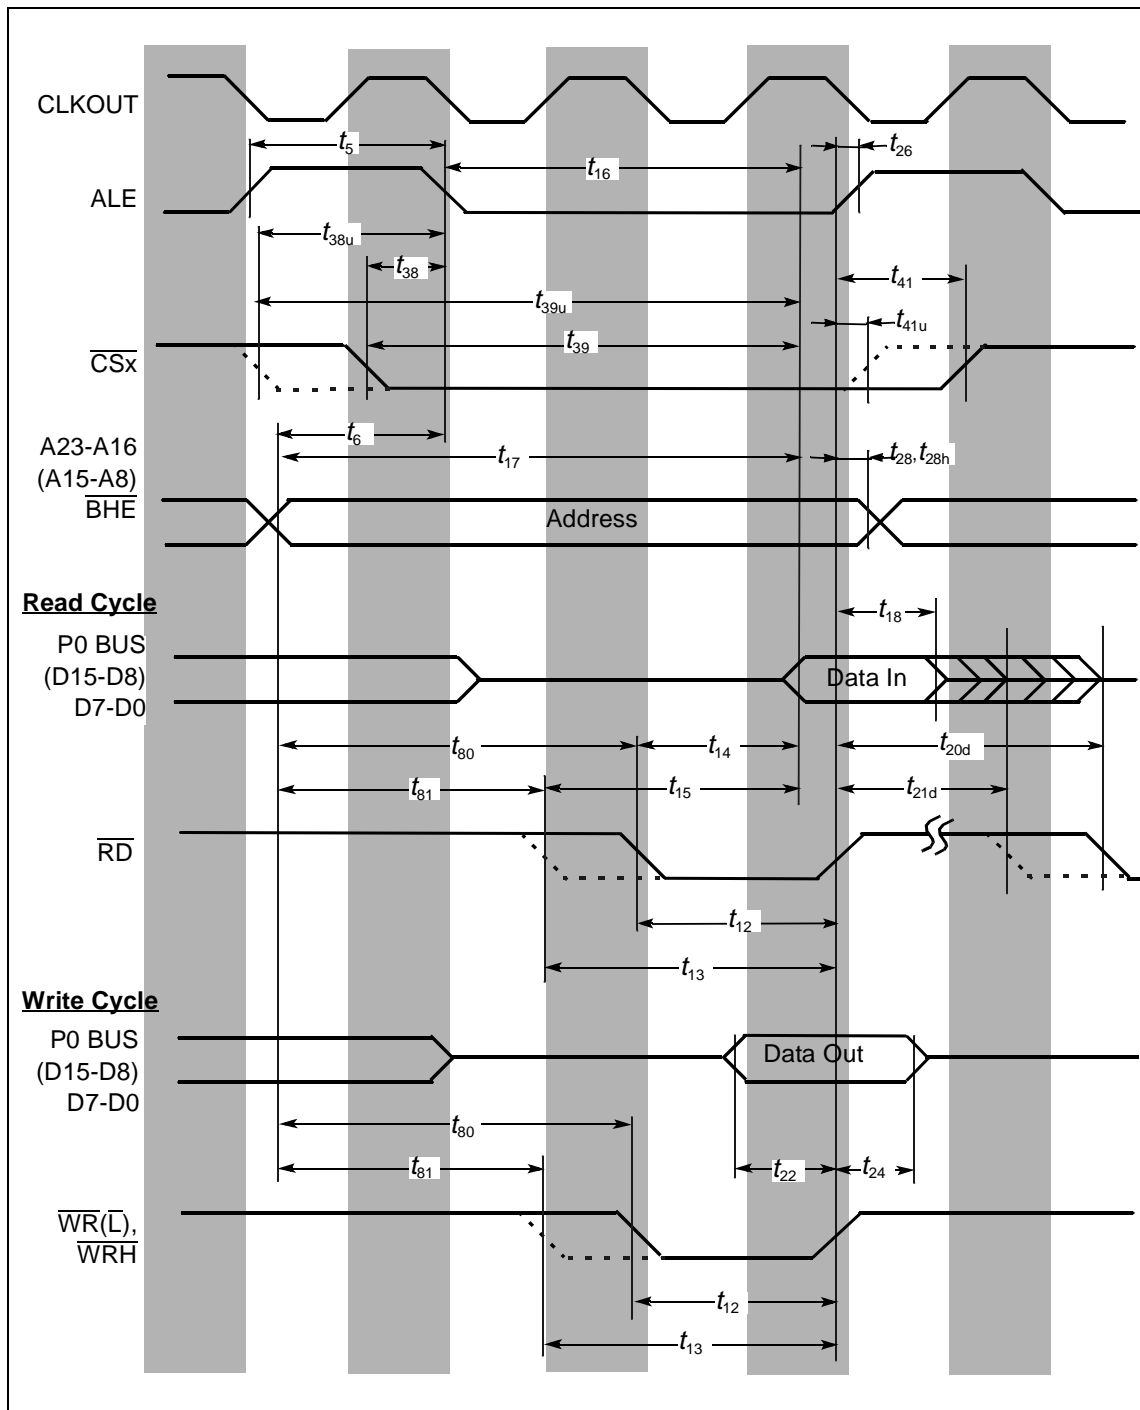 CLKOUT
t5
t26
t16
ALE
t38u
t38
t41
t39u
t41u
t39
CSx
t6
A23-A16
t17
t28, t28h
(A15-A8)
BHE
Address
Read Cycle
t18
P0 BUS
(D15-D8)
Data In
D7-D0
t80
t14
t20d
t81
t15
t21d
RD
t12
t13
Write Cycle
P0 BUS
Data Out
(D15-D8)
D7-D0
t80
t81
t22
t24
WR(L),
WRH
t12
t13